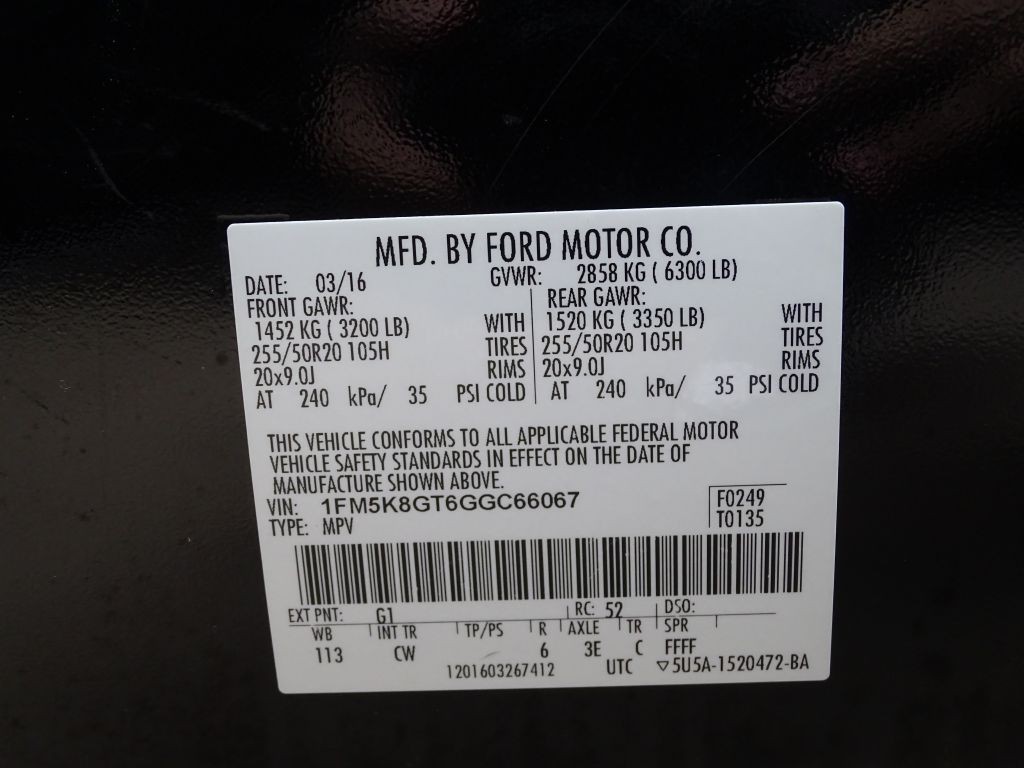 MFD. BY FORD MOTOR CO.
DATE: 03/16 GVWR: 2858 KG ( 6300 LB)
FRONT GAWR: REAR GAWR:
1452 KG ( 3200 LB) WITH 1520 KG ( 3350 LB) WITH
255/50R20 105H TIRES 255/50R20 105H TIRES
20x9.0J RIMS 20x9.0J RIMS
AT 240 kPa/ 35 PSI COLD AT 240 kPa/ 35 PSI COLD
THIS VEHICLE CONFORMS TO ALL APPLICABLE FEDERAL MOTOR
VEHICLE SAFETY STANDARDS IN EFFECT ON THE DATE OF
MANUFACTURE SHOWN ABOVE.
VIN: 1FM5K8GT6GGC66067 F0249
TYPE: MPV T0135
EXT PNT: G1 RC: 52 DSO:
WB INT TR TP/PS R AXLE TR SPR
113 CW 6 3E C FFFF
1201603267412 UTC ▽5U5A-1520472-BA